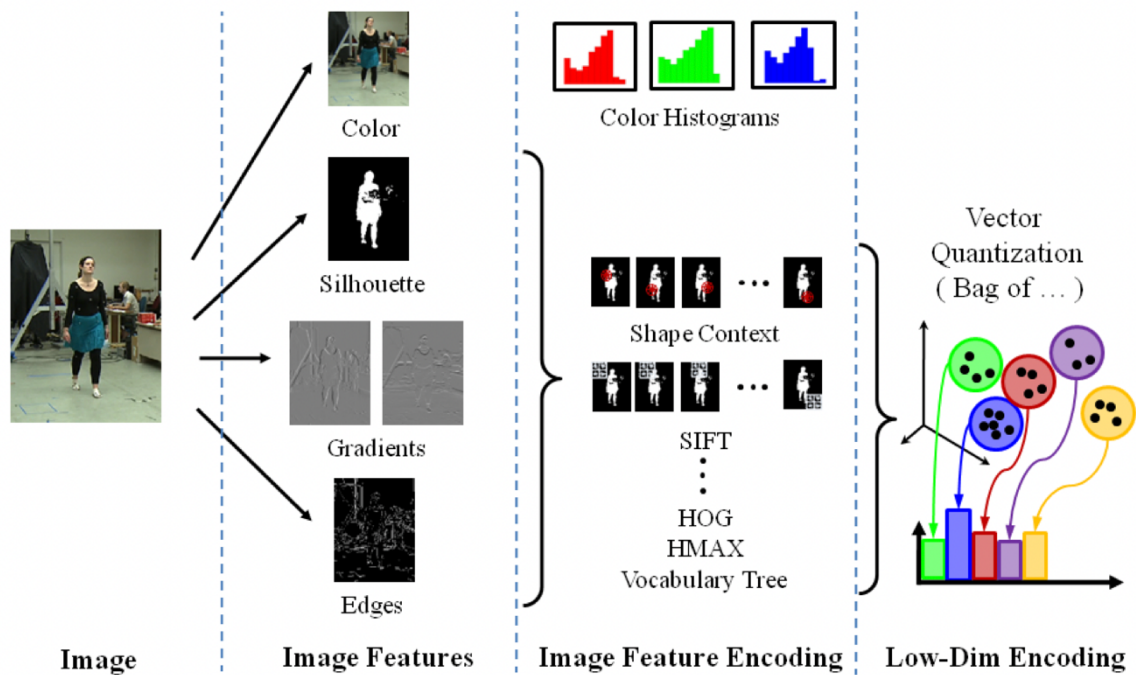 Color
Silhouette
Gradients
Edges
Color Histograms
Shape Context
SIFT
HOG
HMAX
Vocabulary Tree
Vector
Quantization
( Bag of … )
Image
Image Features
Image Feature Encoding
Low-Dim Encoding